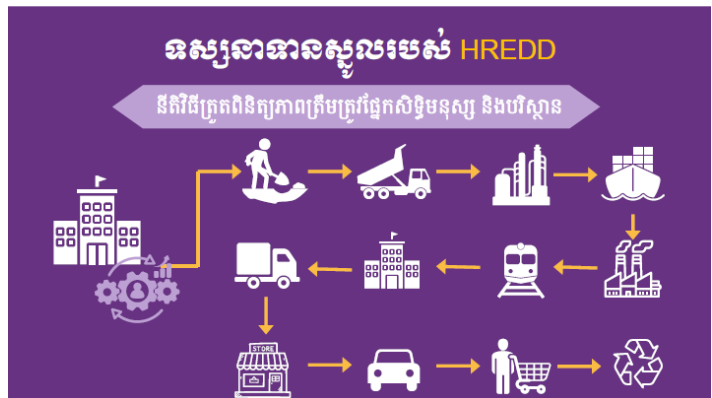 ទស្សនាទានស្នូលរបស់ HREDD
នីតិវិធីត្រួតពិនិត្យភាពត្រឹមត្រូវផ្នែកសិទ្ធិមនុស្ស និងបរិស្ថាន
STORE